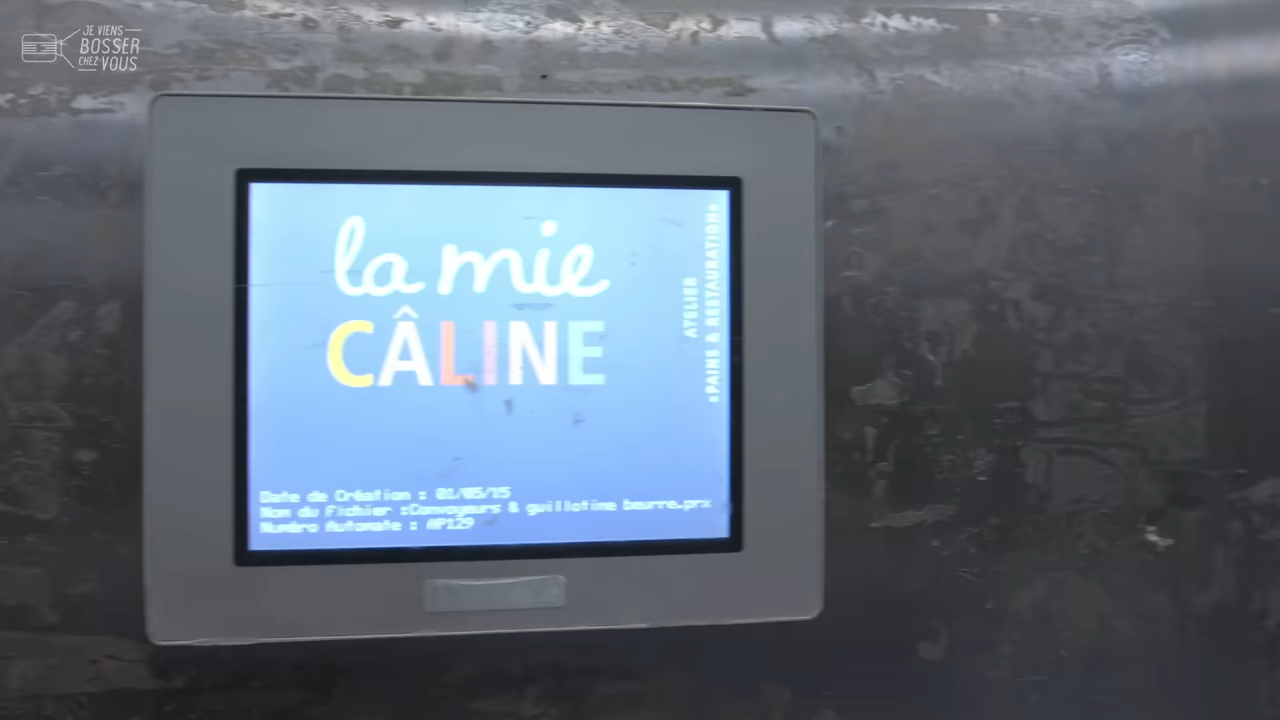 JE VIENS
BOSSER
CHEZ VOUS
la mie
CÂLINE
ATELIER
«PAINS & RESTAURATION»
Date de Création : 01/05/15
Nom du Fichier :Convoyeurs & guillotine beurre.prx
Numéro Automate : AP129